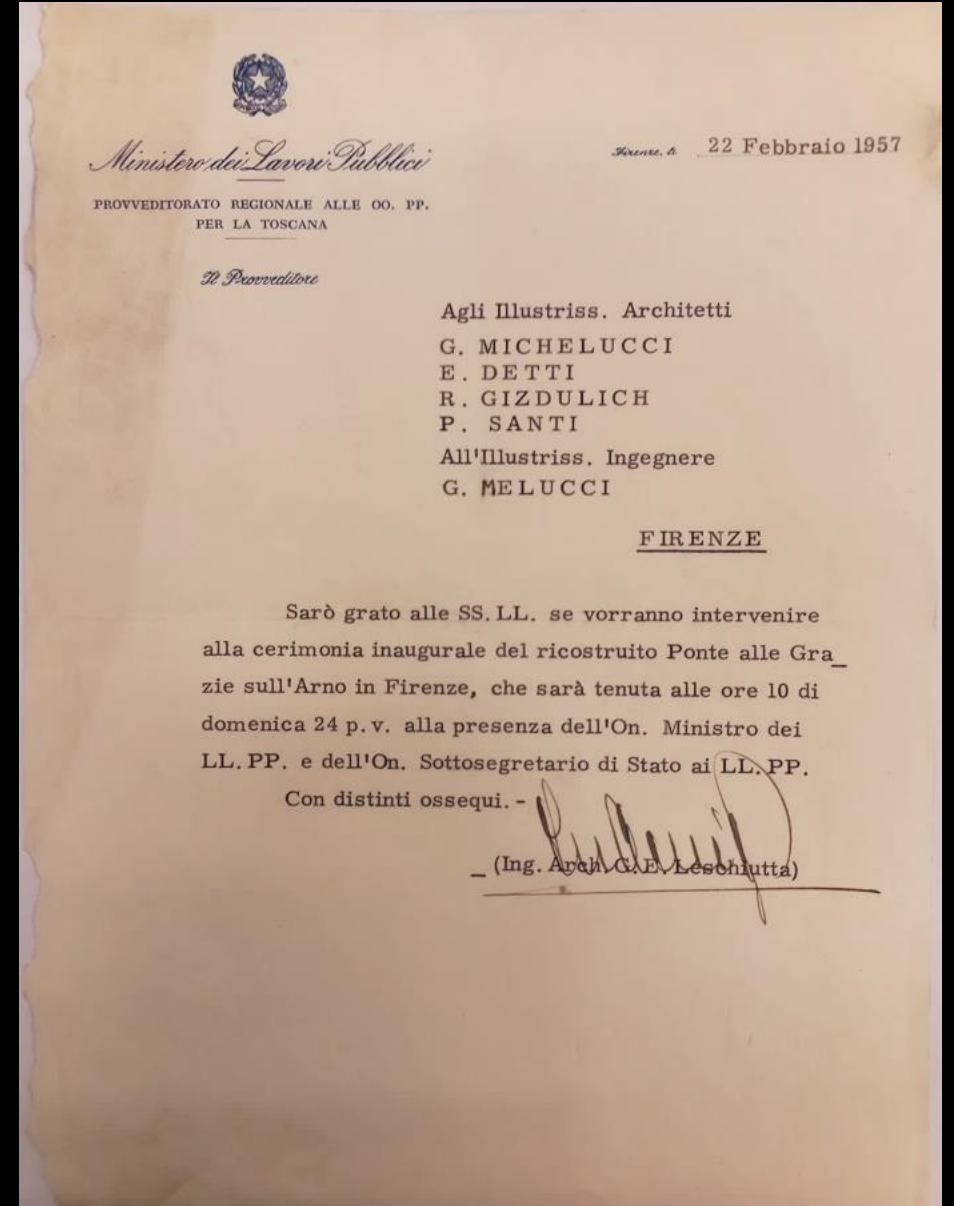 Ministero dei Lavori Pubblici
PROVVEDITORATO REGIONALE ALLE OO. PP.
PER LA TOSCANA
Il Provveditore
Firenze, li 22 Febbraio 1957
Agli Illustriss. Architetti
G. MICHELUCCI
E. DETTI
R. GIZDULICH
P. SANTI
All'Illustriss. Ingegnere
G. MELUCCI
FIRENZE
Sarò grato alle SS.LL. se vorranno intervenire
alla cerimonia inaugurale del ricostruito Ponte alle Gra_
zie sull'Arno in Firenze, che sarà tenuta alle ore 10 di
domenica 24 p.v. alla presenza dell'On. Ministro dei
LL.PP. e dell'On. Sottosegretario di Stato ai LL.PP.
Con distinti ossequi.-
_ (Ing. Arch. G.E. Leschiutta)